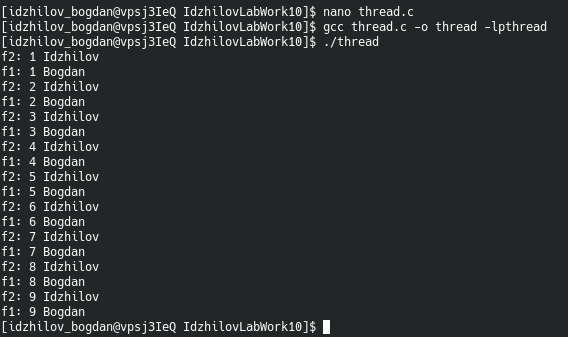 [idzhilov_bogdan@vpsj3IeQ IdzhilovLabWork10]$ nano thread.c
[idzhilov_bogdan@vpsj3IeQ IdzhilovLabWork10]$ gcc thread.c -o thread -lpthread
[idzhilov_bogdan@vpsj3IeQ IdzhilovLabWork10]$ ./thread
f2: 1 Idzhilov
f1: 1 Bogdan
f2: 2 Idzhilov
f1: 2 Bogdan
f2: 3 Idzhilov
f1: 3 Bogdan
f2: 4 Idzhilov
f1: 4 Bogdan
f2: 5 Idzhilov
f1: 5 Bogdan
f2: 6 Idzhilov
f1: 6 Bogdan
f2: 7 Idzhilov
f1: 7 Bogdan
f2: 8 Idzhilov
f1: 8 Bogdan
f2: 9 Idzhilov
f1: 9 Bogdan
[idzhilov_bogdan@vpsj3IeQ IdzhilovLabWork10]$